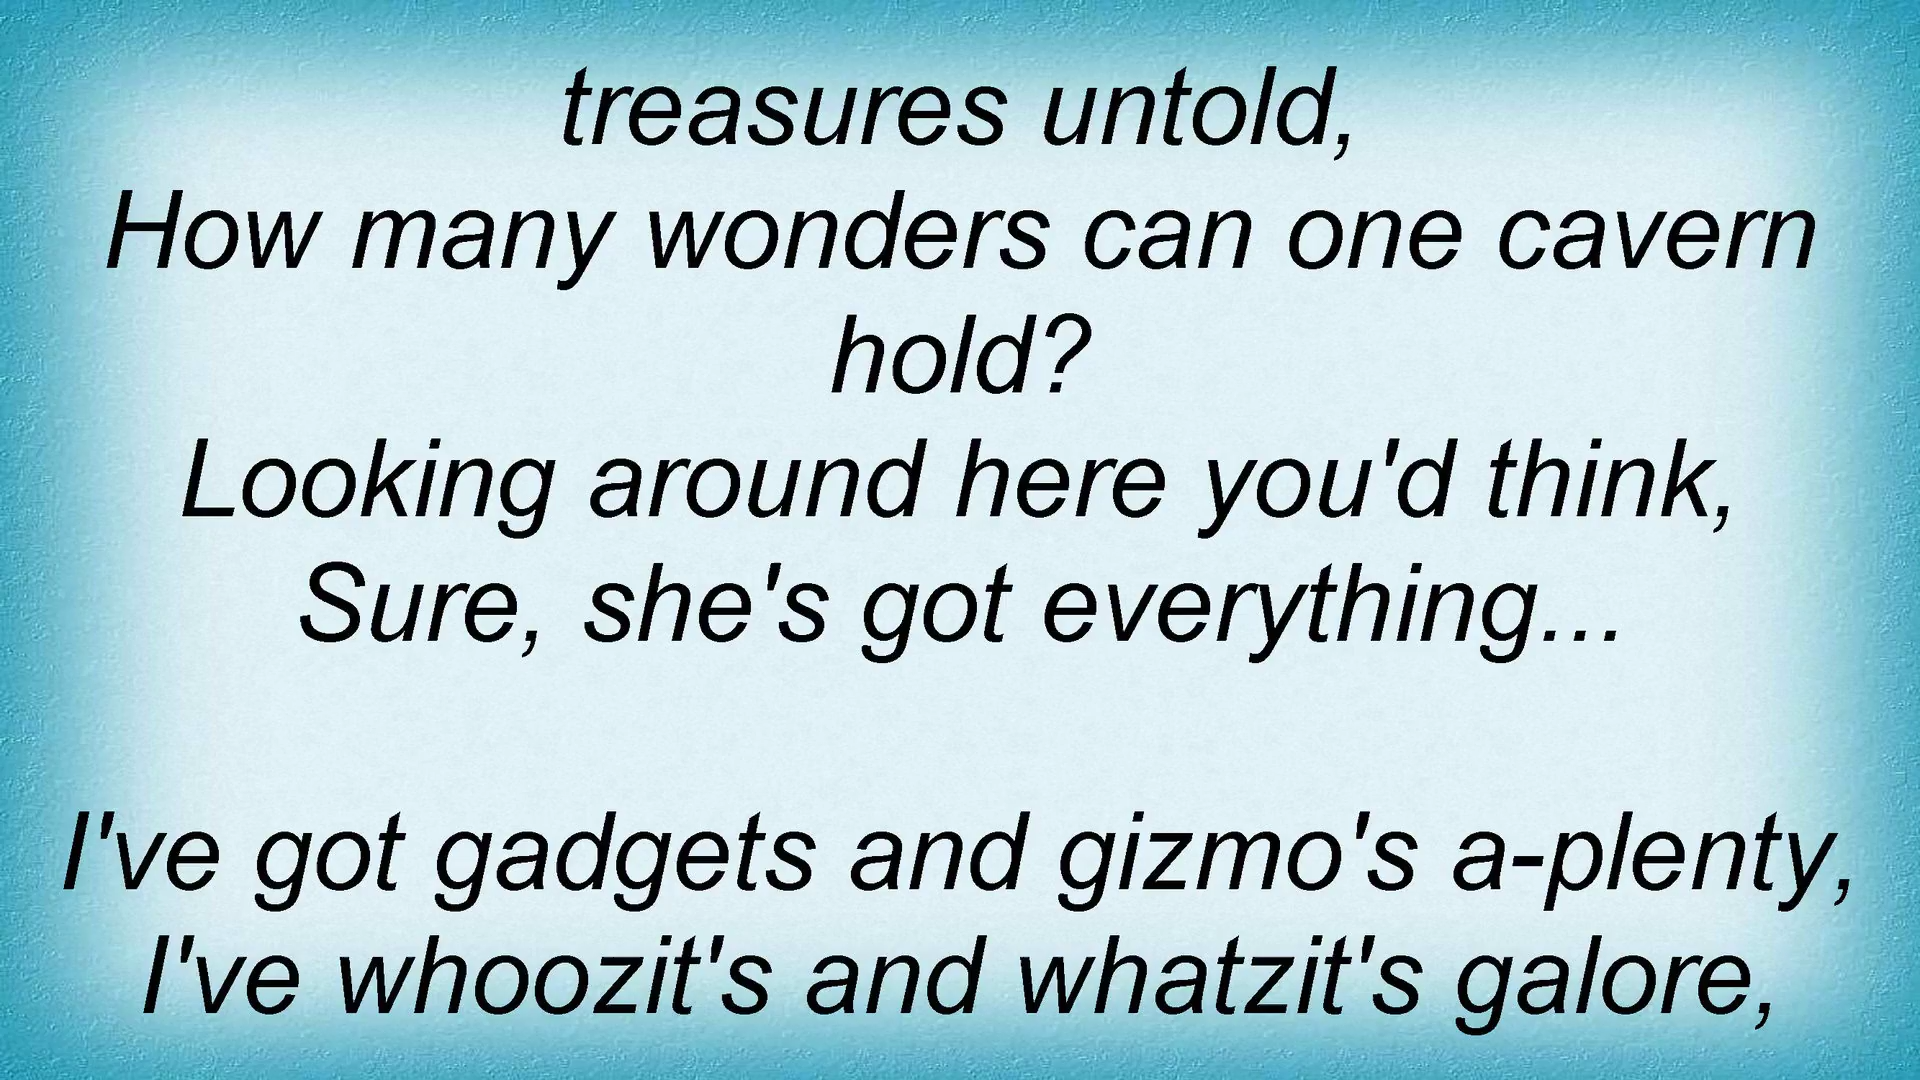 treasures untold,
How many wonders can one cavern
hold?
Looking around here you'd think,
Sure, she's got everything...
I've got gadgets and gizmo's a-plenty,
I've whoozit's and whatzit's galore,